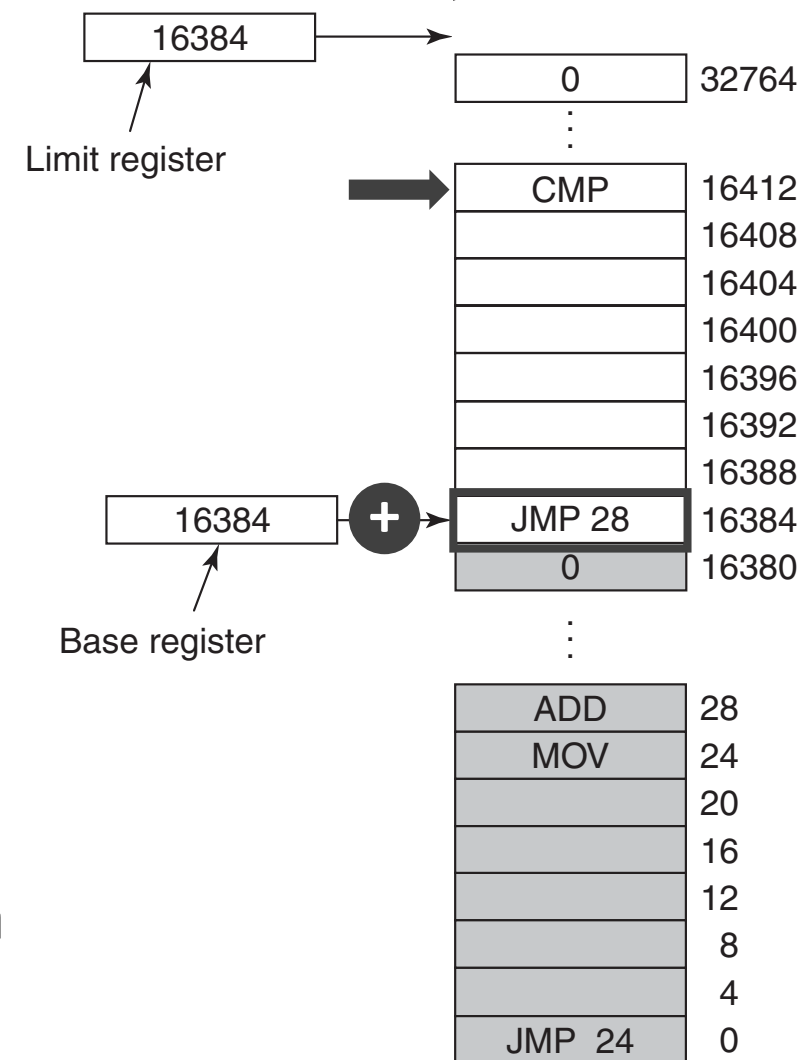 16384
0 32764
Limit register
CMP 16412
16408
16404
16400
16396
16392
16388
16384 + JMP 28 16384
0 16380
Base register
ADD 28
MOV 24
20
16
12
8
4
JMP 24 0